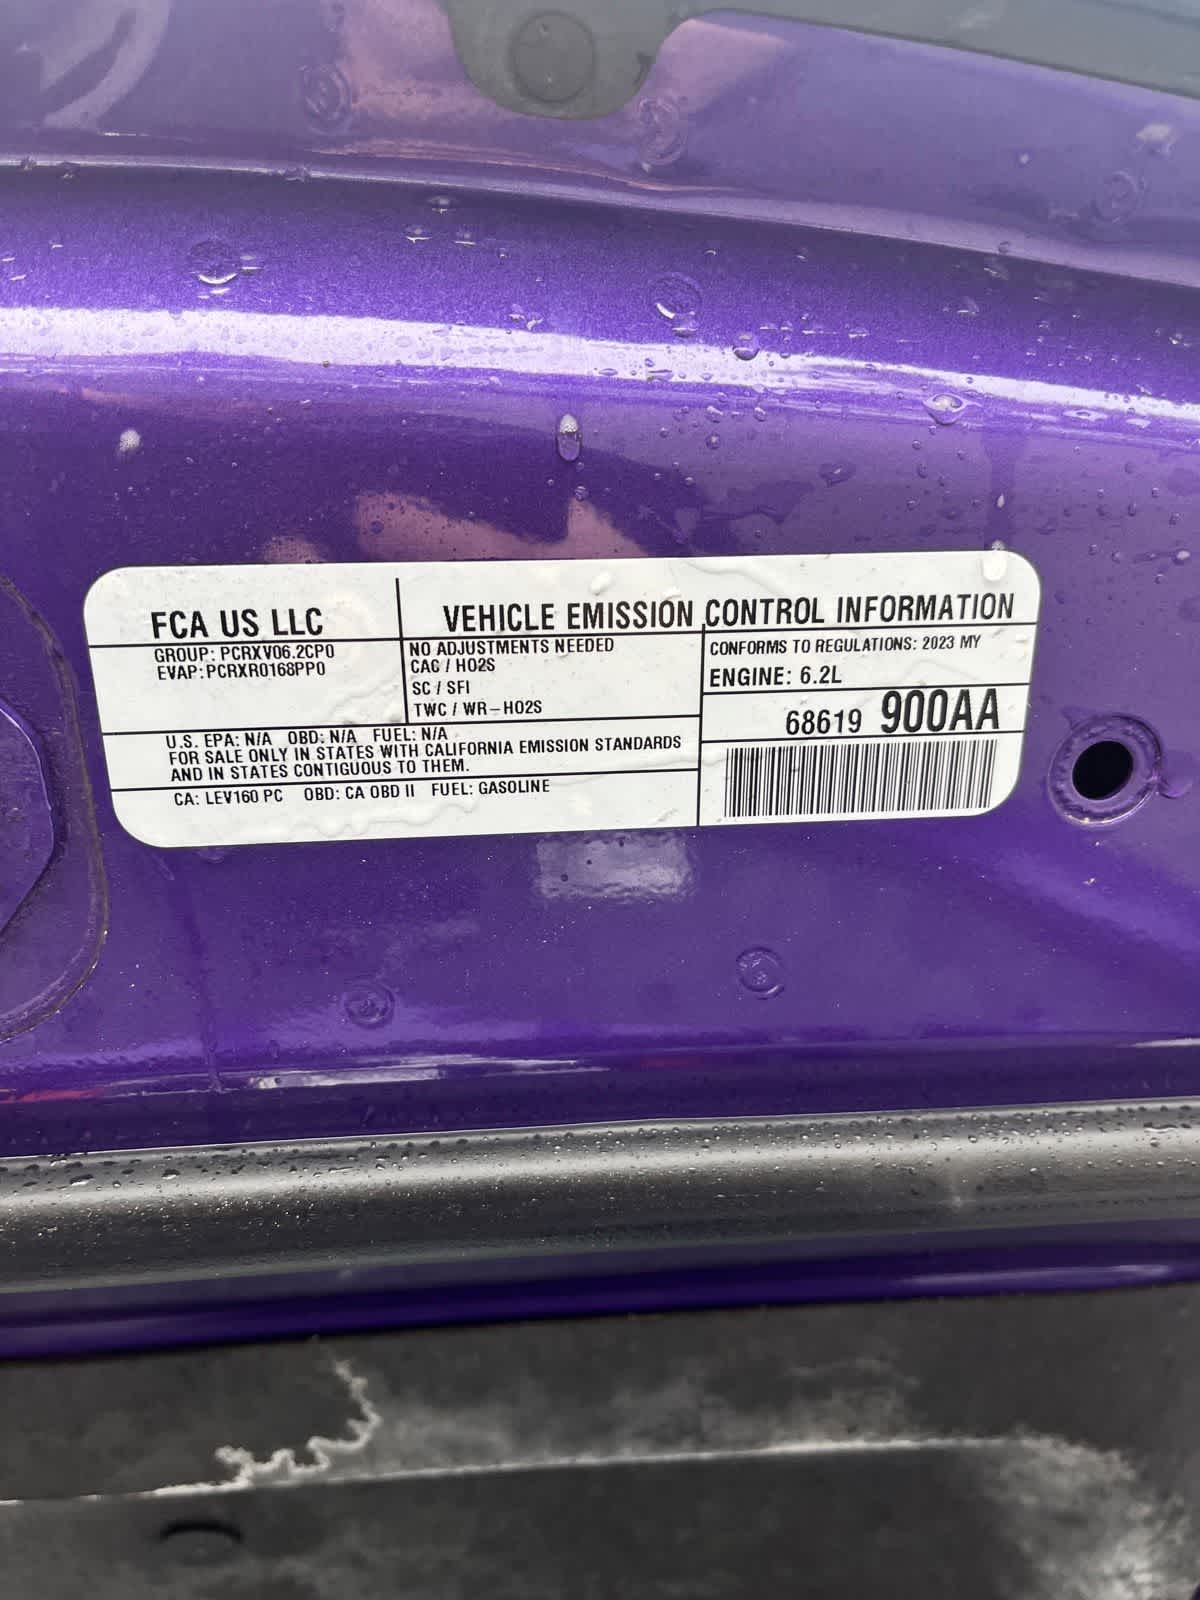 FCA US LLC
VEHICLE EMISSION CONTROL INFORMATION
GROUP: PCRXV06.2CP0
EVAP: PCRXR0168PP0
NO ADJUSTMENTS NEEDED
CAC / HO2S
SC / SFI
TWC / WR-HO2S
CONFORMS TO REGULATIONS: 2023 MY
ENGINE: 6.2L
68619 900AA
U.S. EPA: N/A OBD: N/A FUEL: N/A
FOR SALE ONLY IN STATES WITH CALIFORNIA EMISSION STANDARDS
AND IN STATES CONTIGUOUS TO THEM.
CA: LEV160 PC OBD: CA OBD II FUEL: GASOLINE